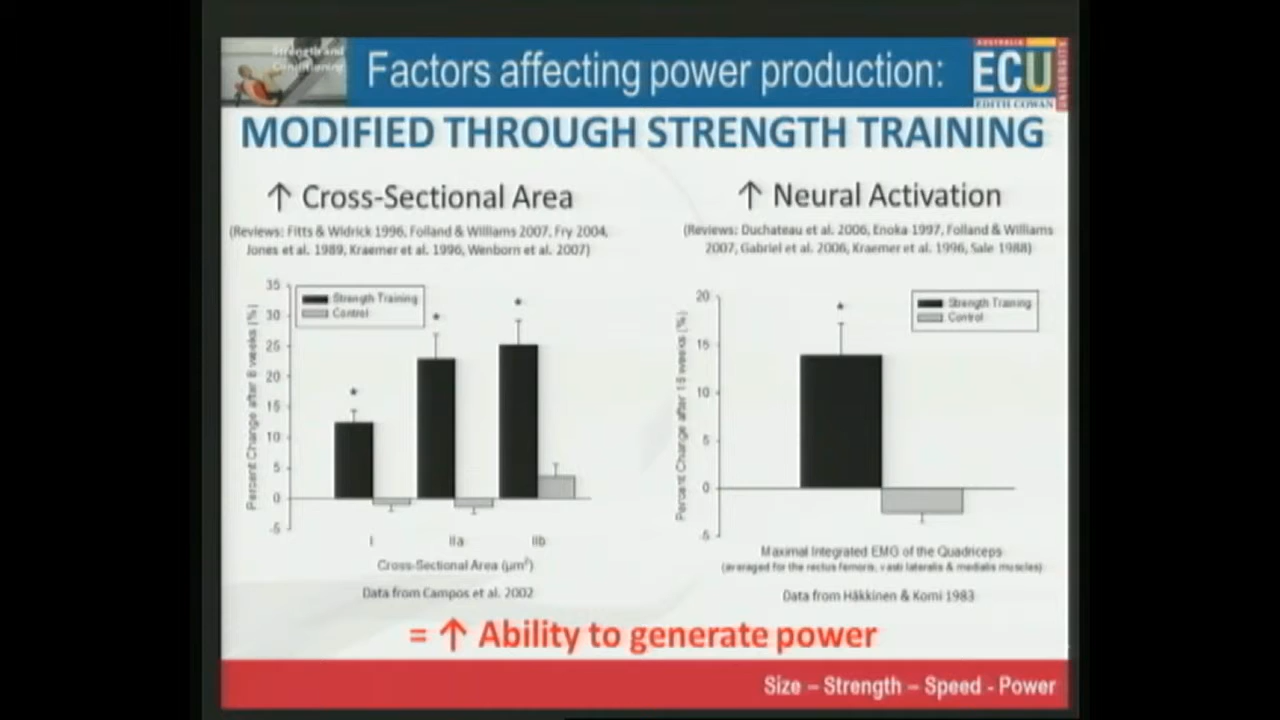 Strength and
Conditioning
Factors affecting power production:
AUSTRALIA
ECU
EDITH COWAN
UNIVERSITY
MODIFIED THROUGH STRENGTH TRAINING
↑ Cross-Sectional Area
(Reviews: Fitts & Widrick 1996, Folland & Williams 2007, Fry 2004,
Jones et al. 1989, Kraemer et al. 1996, Wenborn et al. 2007)
Percent Change after 8 weeks (%)
35
30
25
20
15
10
5
0
-5
Strength Training
Control
*
*
*
I
IIa
IIb
Cross-Sectional Area (µm²)
Data from Campos et al. 2002
↑ Neural Activation
(Reviews: Duchateau et al. 2006, Enoka 1997, Folland & Williams
2007, Gabriel et al. 2006, Kraemer et al. 1996, Sale 1988)
Percent Change after 16 weeks (%)
20
15
10
5
0
-5
Strength Training
Control
*
Maximal Integrated EMG of the Quadriceps
(averaged for the rectus femoris, vasti lateralis & medialis muscles)
Data from Häkkinen & Komi 1983
= ↑ Ability to generate power
Size – Strength – Speed - Power